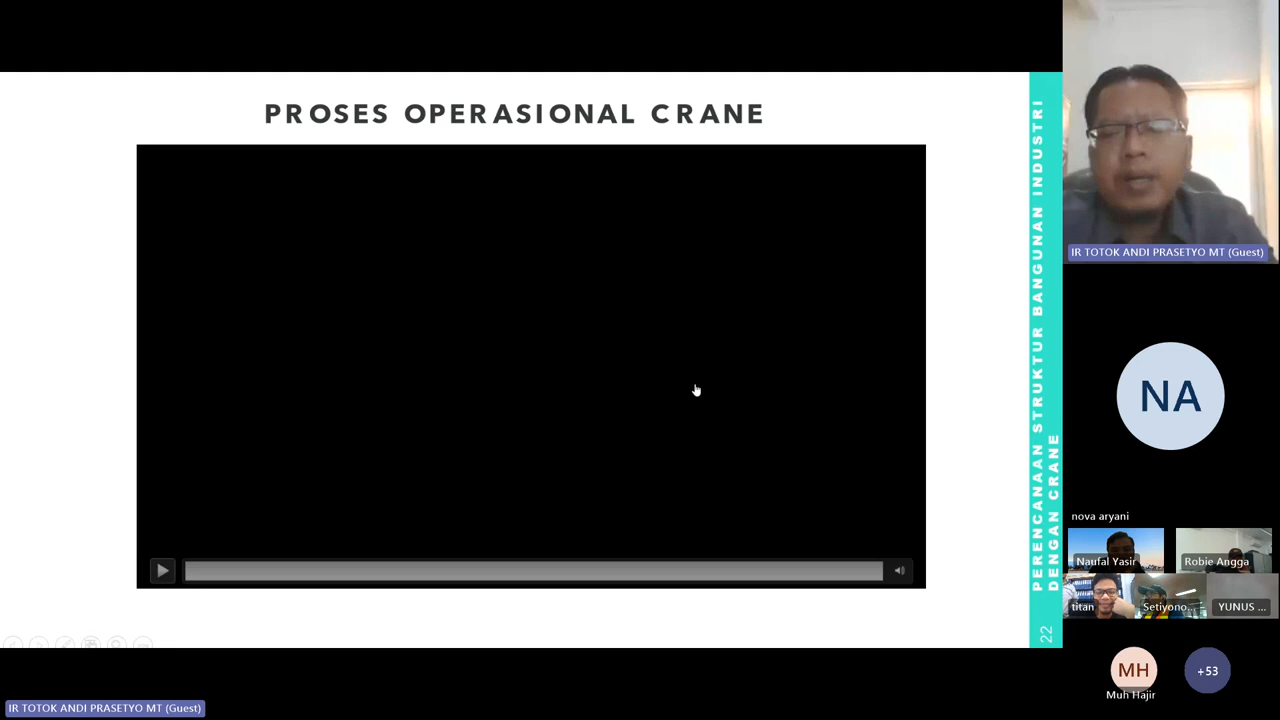 PROSES OPERASIONAL CRANE
PERENCANAAN STRUKTUR BANGUNAN INDUSTRI
DENGAN CRANE
22
IR TOTOK ANDI PRASETYO MT (Guest)
NA
nova aryani
Naufal Yasir
Robie Angga
titan
Setiyono...
YUNUS ...
MH
+53
Muh Hajir
IR TOTOK ANDI PRASETYO MT (Guest)